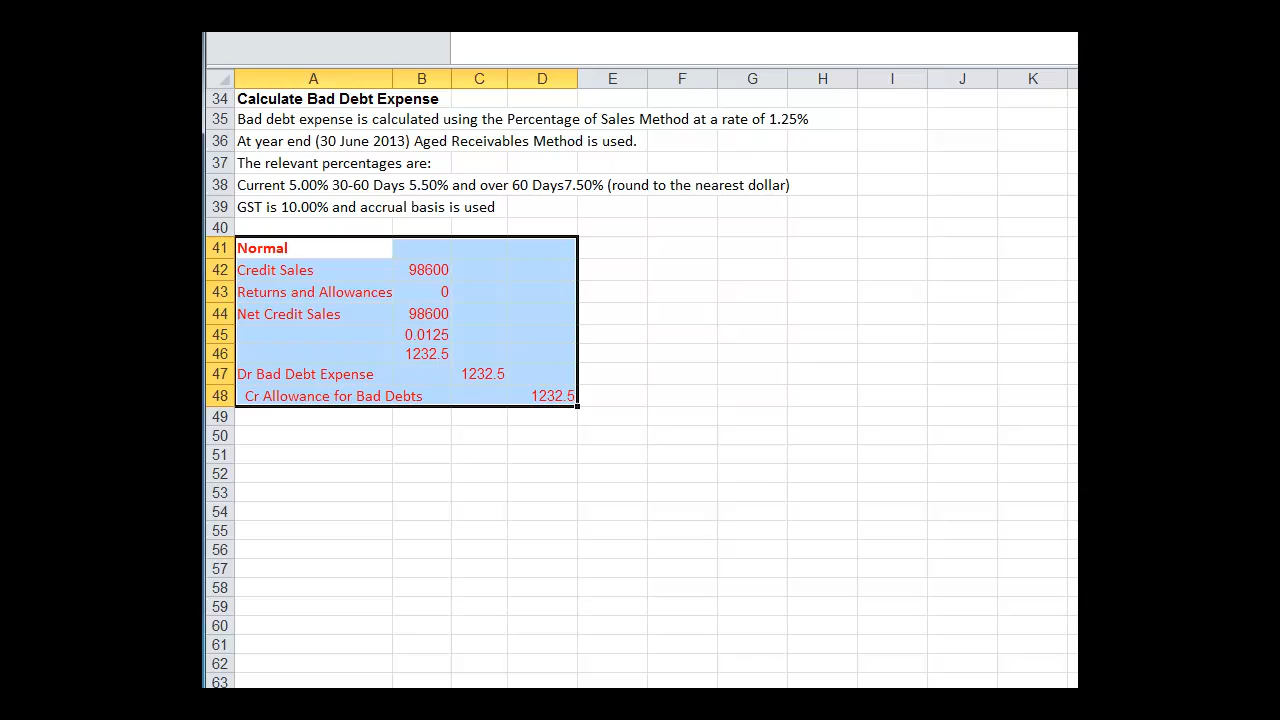 A B C D E F G H I J K
34 Calculate Bad Debt Expense
35 Bad debt expense is calculated using the Percentage of Sales Method at a rate of 1.25%
36 At year end (30 June 2013) Aged Receivables Method is used.
37 The relevant percentages are:
38 Current 5.00% 30-60 Days 5.50% and over 60 Days7.50% (round to the nearest dollar)
39 GST is 10.00% and accrual basis is used
40
41 Normal
42 Credit Sales 98600
43 Returns and Allowances 0
44 Net Credit Sales 98600
45 0.0125
46 1232.5
47 Dr Bad Debt Expense 1232.5
48 Cr Allowance for Bad Debts 1232.5
49
50
51
52
53
54
55
56
57
58
59
60
61
62
63